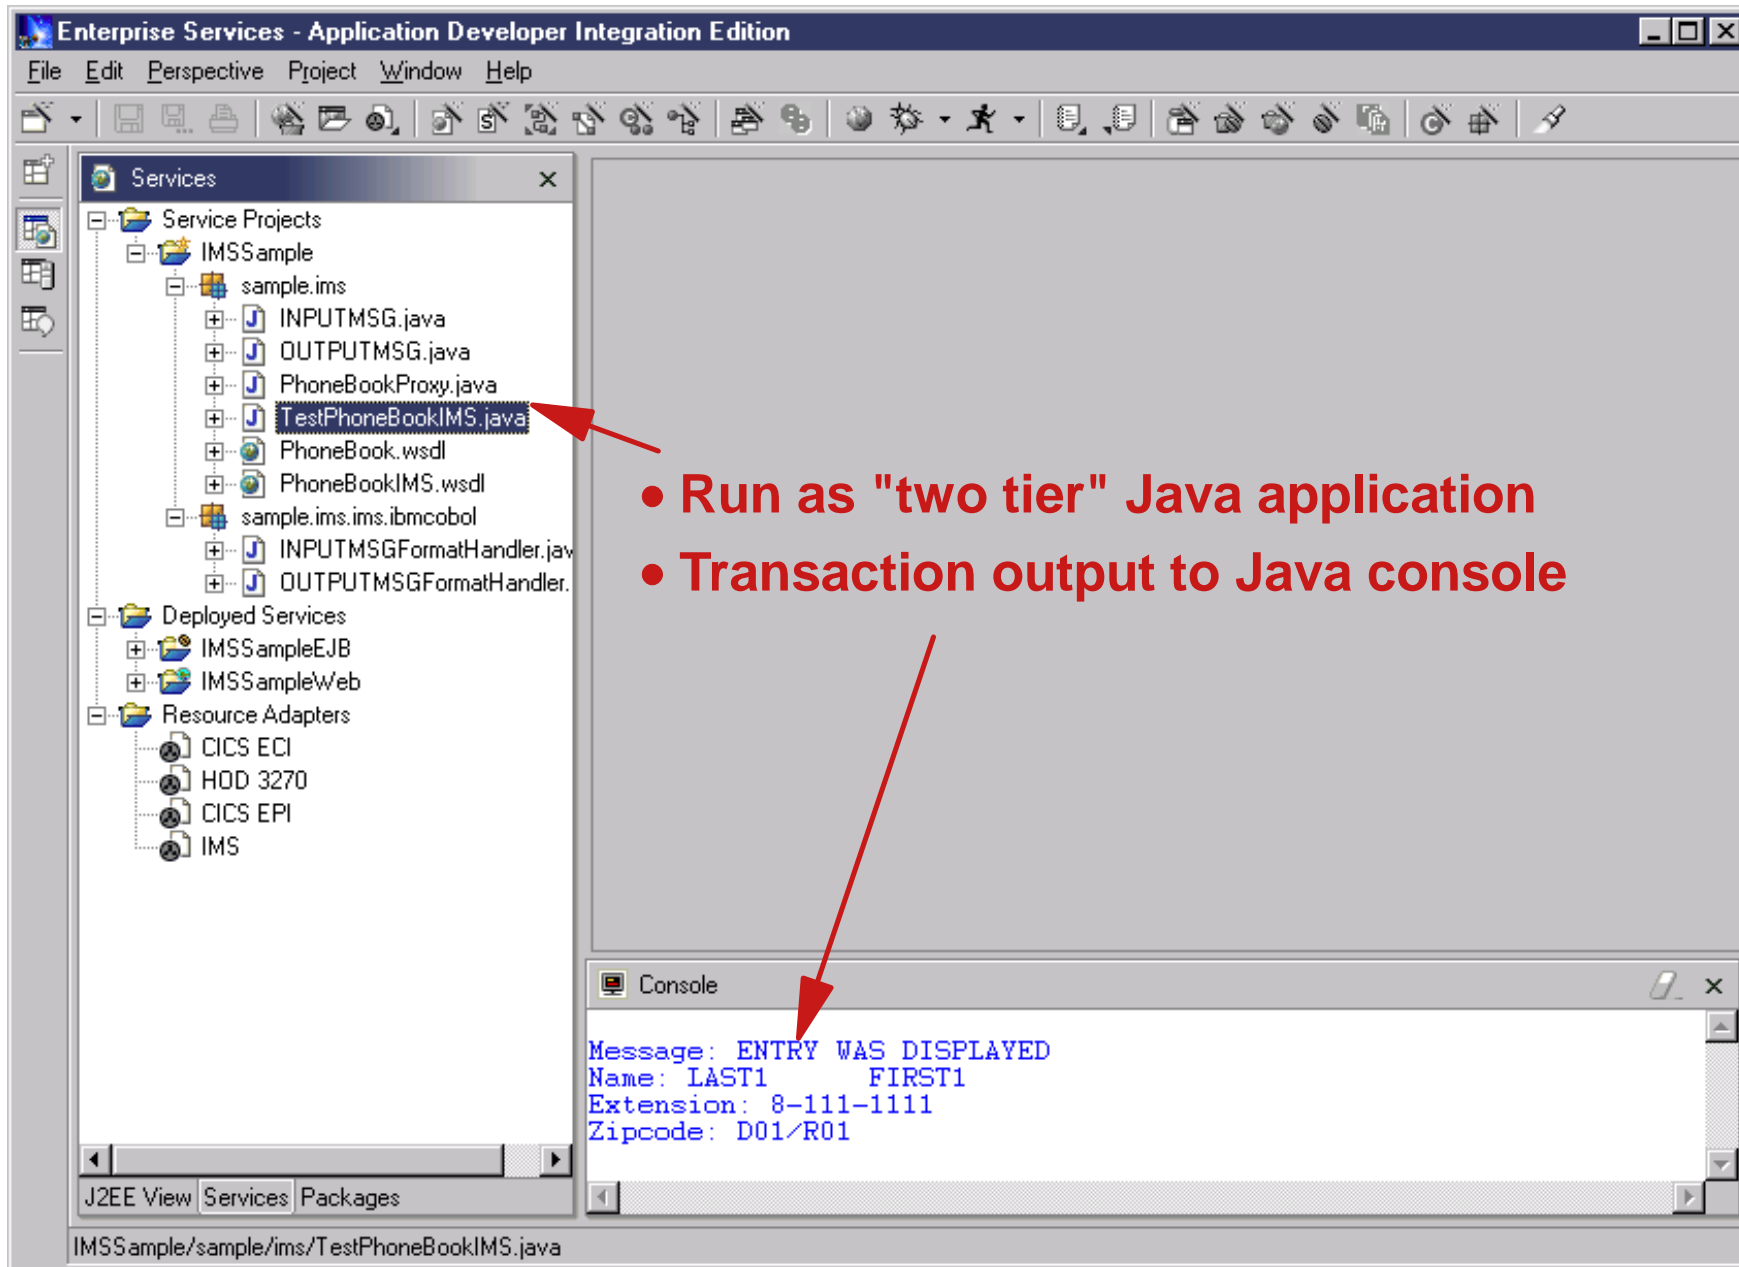 Enterprise Services - Application Developer Integration Edition
File Edit Perspective Project Window Help
Services
Service Projects
IMSSample
sample.ims
INPUTMSG.java
OUTPUTMSG.java
PhoneBookProxy.java
TestPhoneBookIMS.java
PhoneBook.wsdl
PhoneBookIMS.wsdl
sample.ims.ims.ibmcobol
INPUTMSGFormatHandler.jav
OUTPUTMSGFormatHandler.
Deployed Services
IMSSampleEJB
IMSSampleWeb
Resource Adapters
CICS ECI
HOD 3270
CICS EPI
IMS
J2EE View Services Packages
• Run as "two tier" Java application
• Transaction output to Java console
Console
Message: ENTRY WAS DISPLAYED
Name: LAST1 FIRST1
Extension: 8-111-1111
Zipcode: D01/R01
IMSSample/sample/ims/TestPhoneBookIMS.java